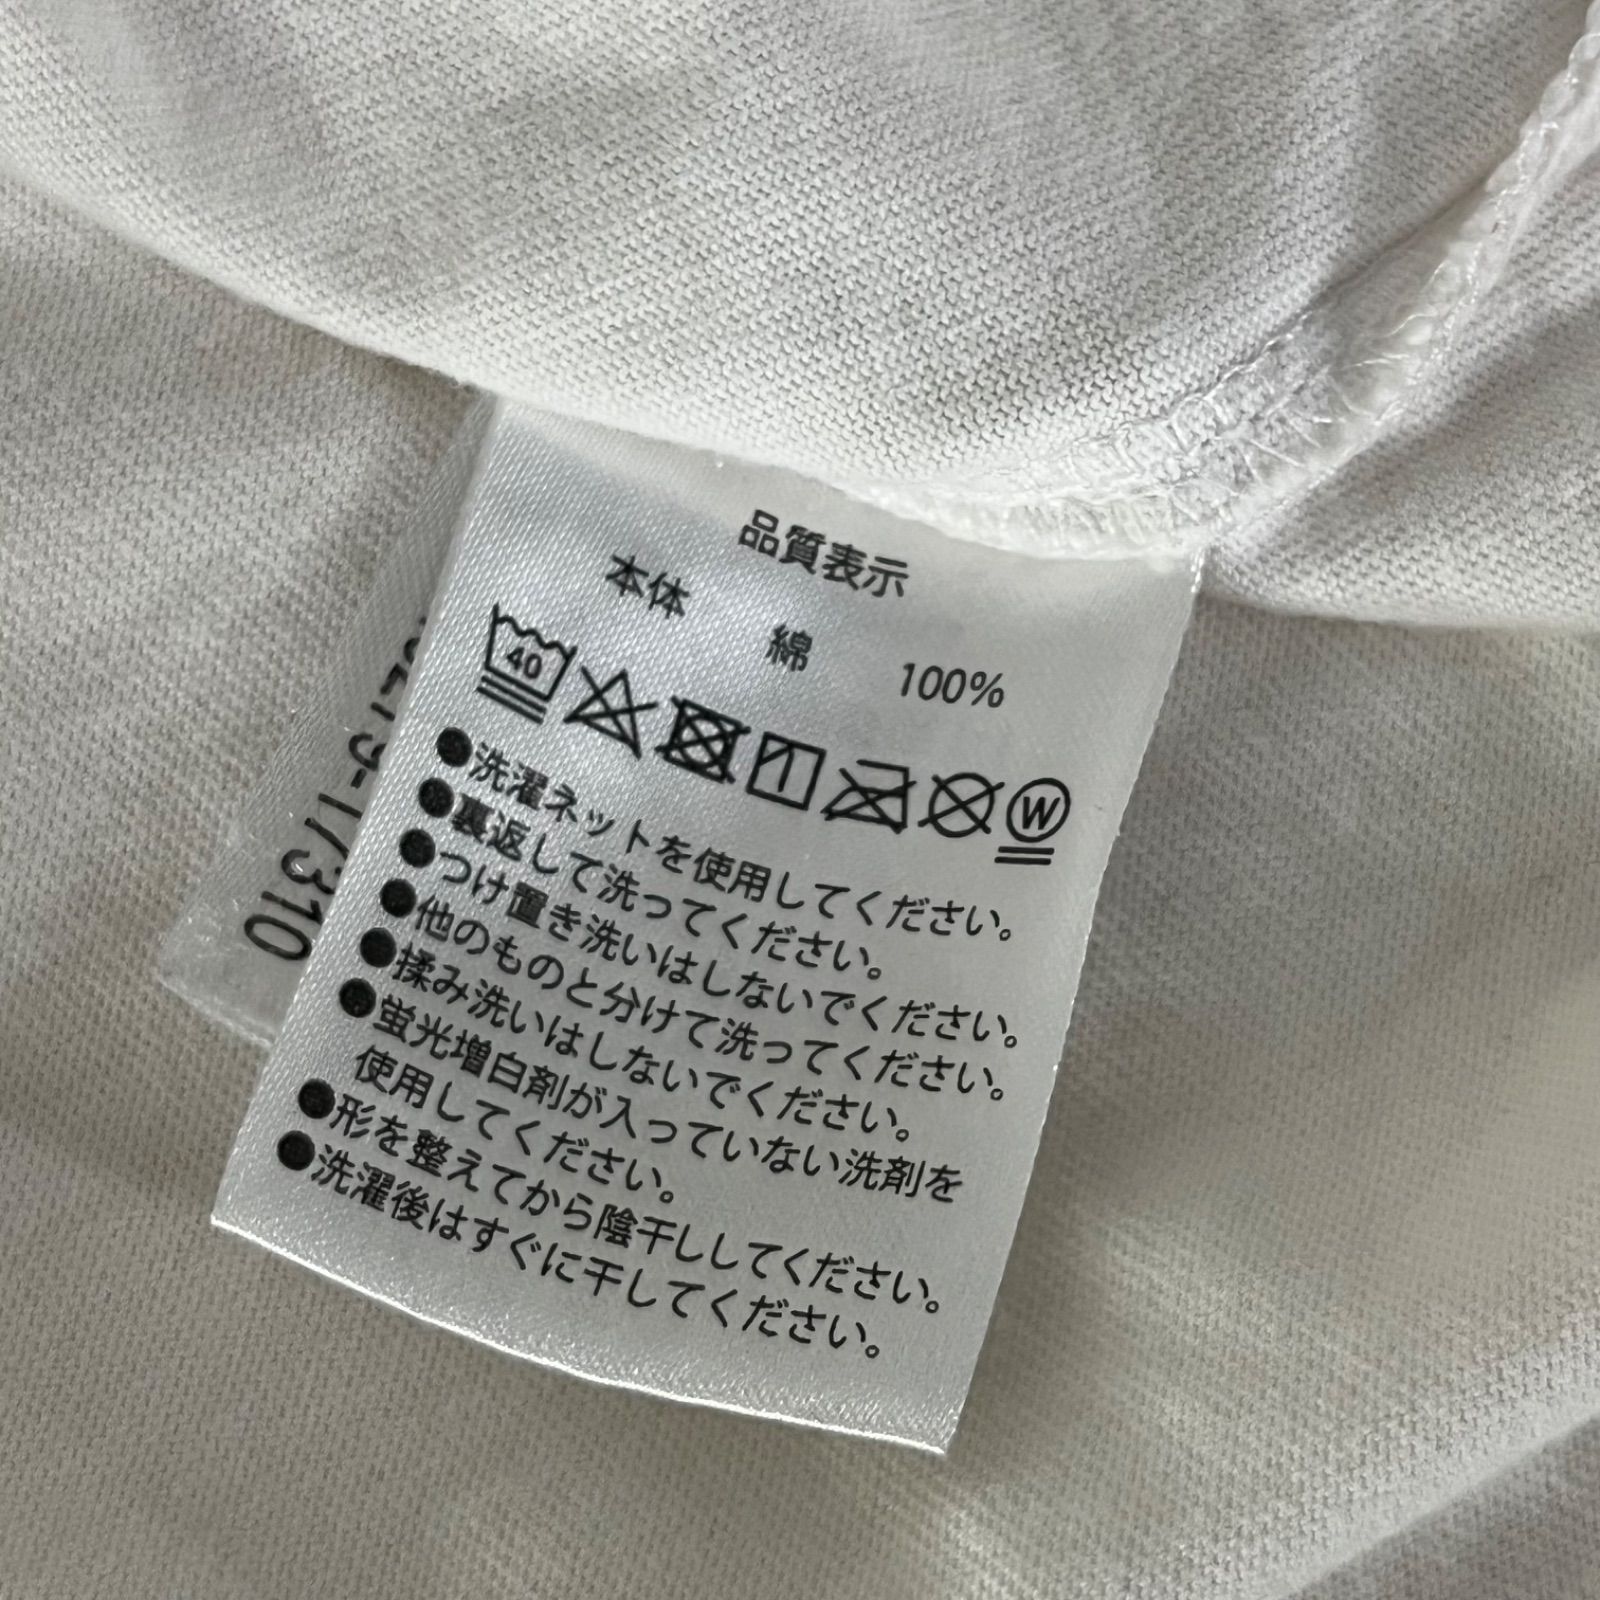 品質表示
本体 綿 100%
40
W
●洗濯ネットを使用してください。
●裏返して洗ってください。
●つけ置き洗いはしないでください。
●他のものと分けて洗ってください。
●揉み洗いはしないでください。
●蛍光増白剤が入っていない洗剤を
使用してください。
●形を整えてから陰干ししてください。
●洗濯後はすぐに干してください。
310